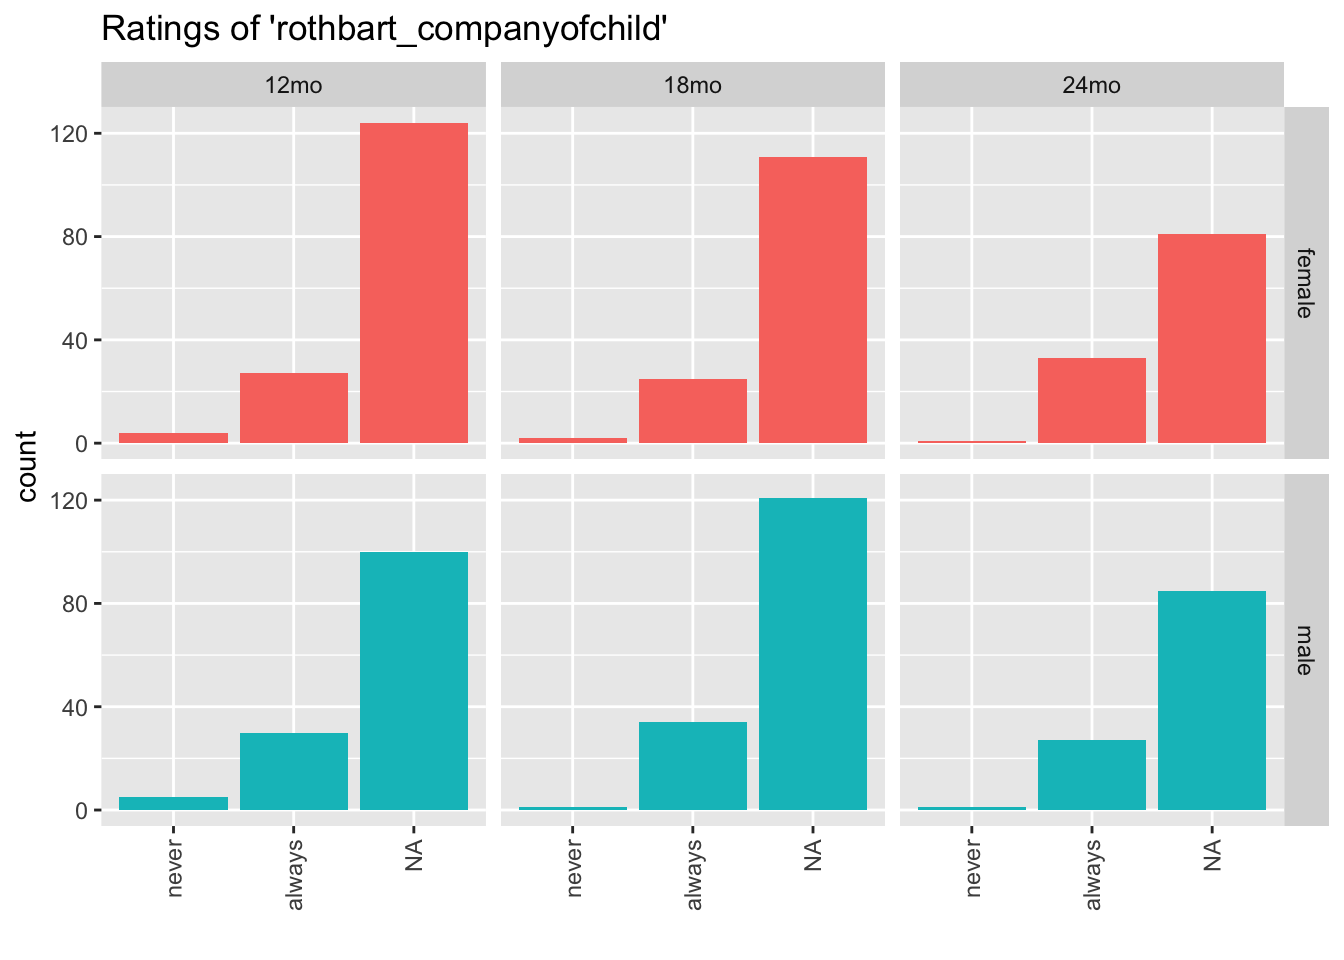 Ratings of 'rothbart_companyofchild'
12mo 18mo 24mo
120
80
40
0
female
count
120
80
40
0
male
never always NA never always NA never always NA